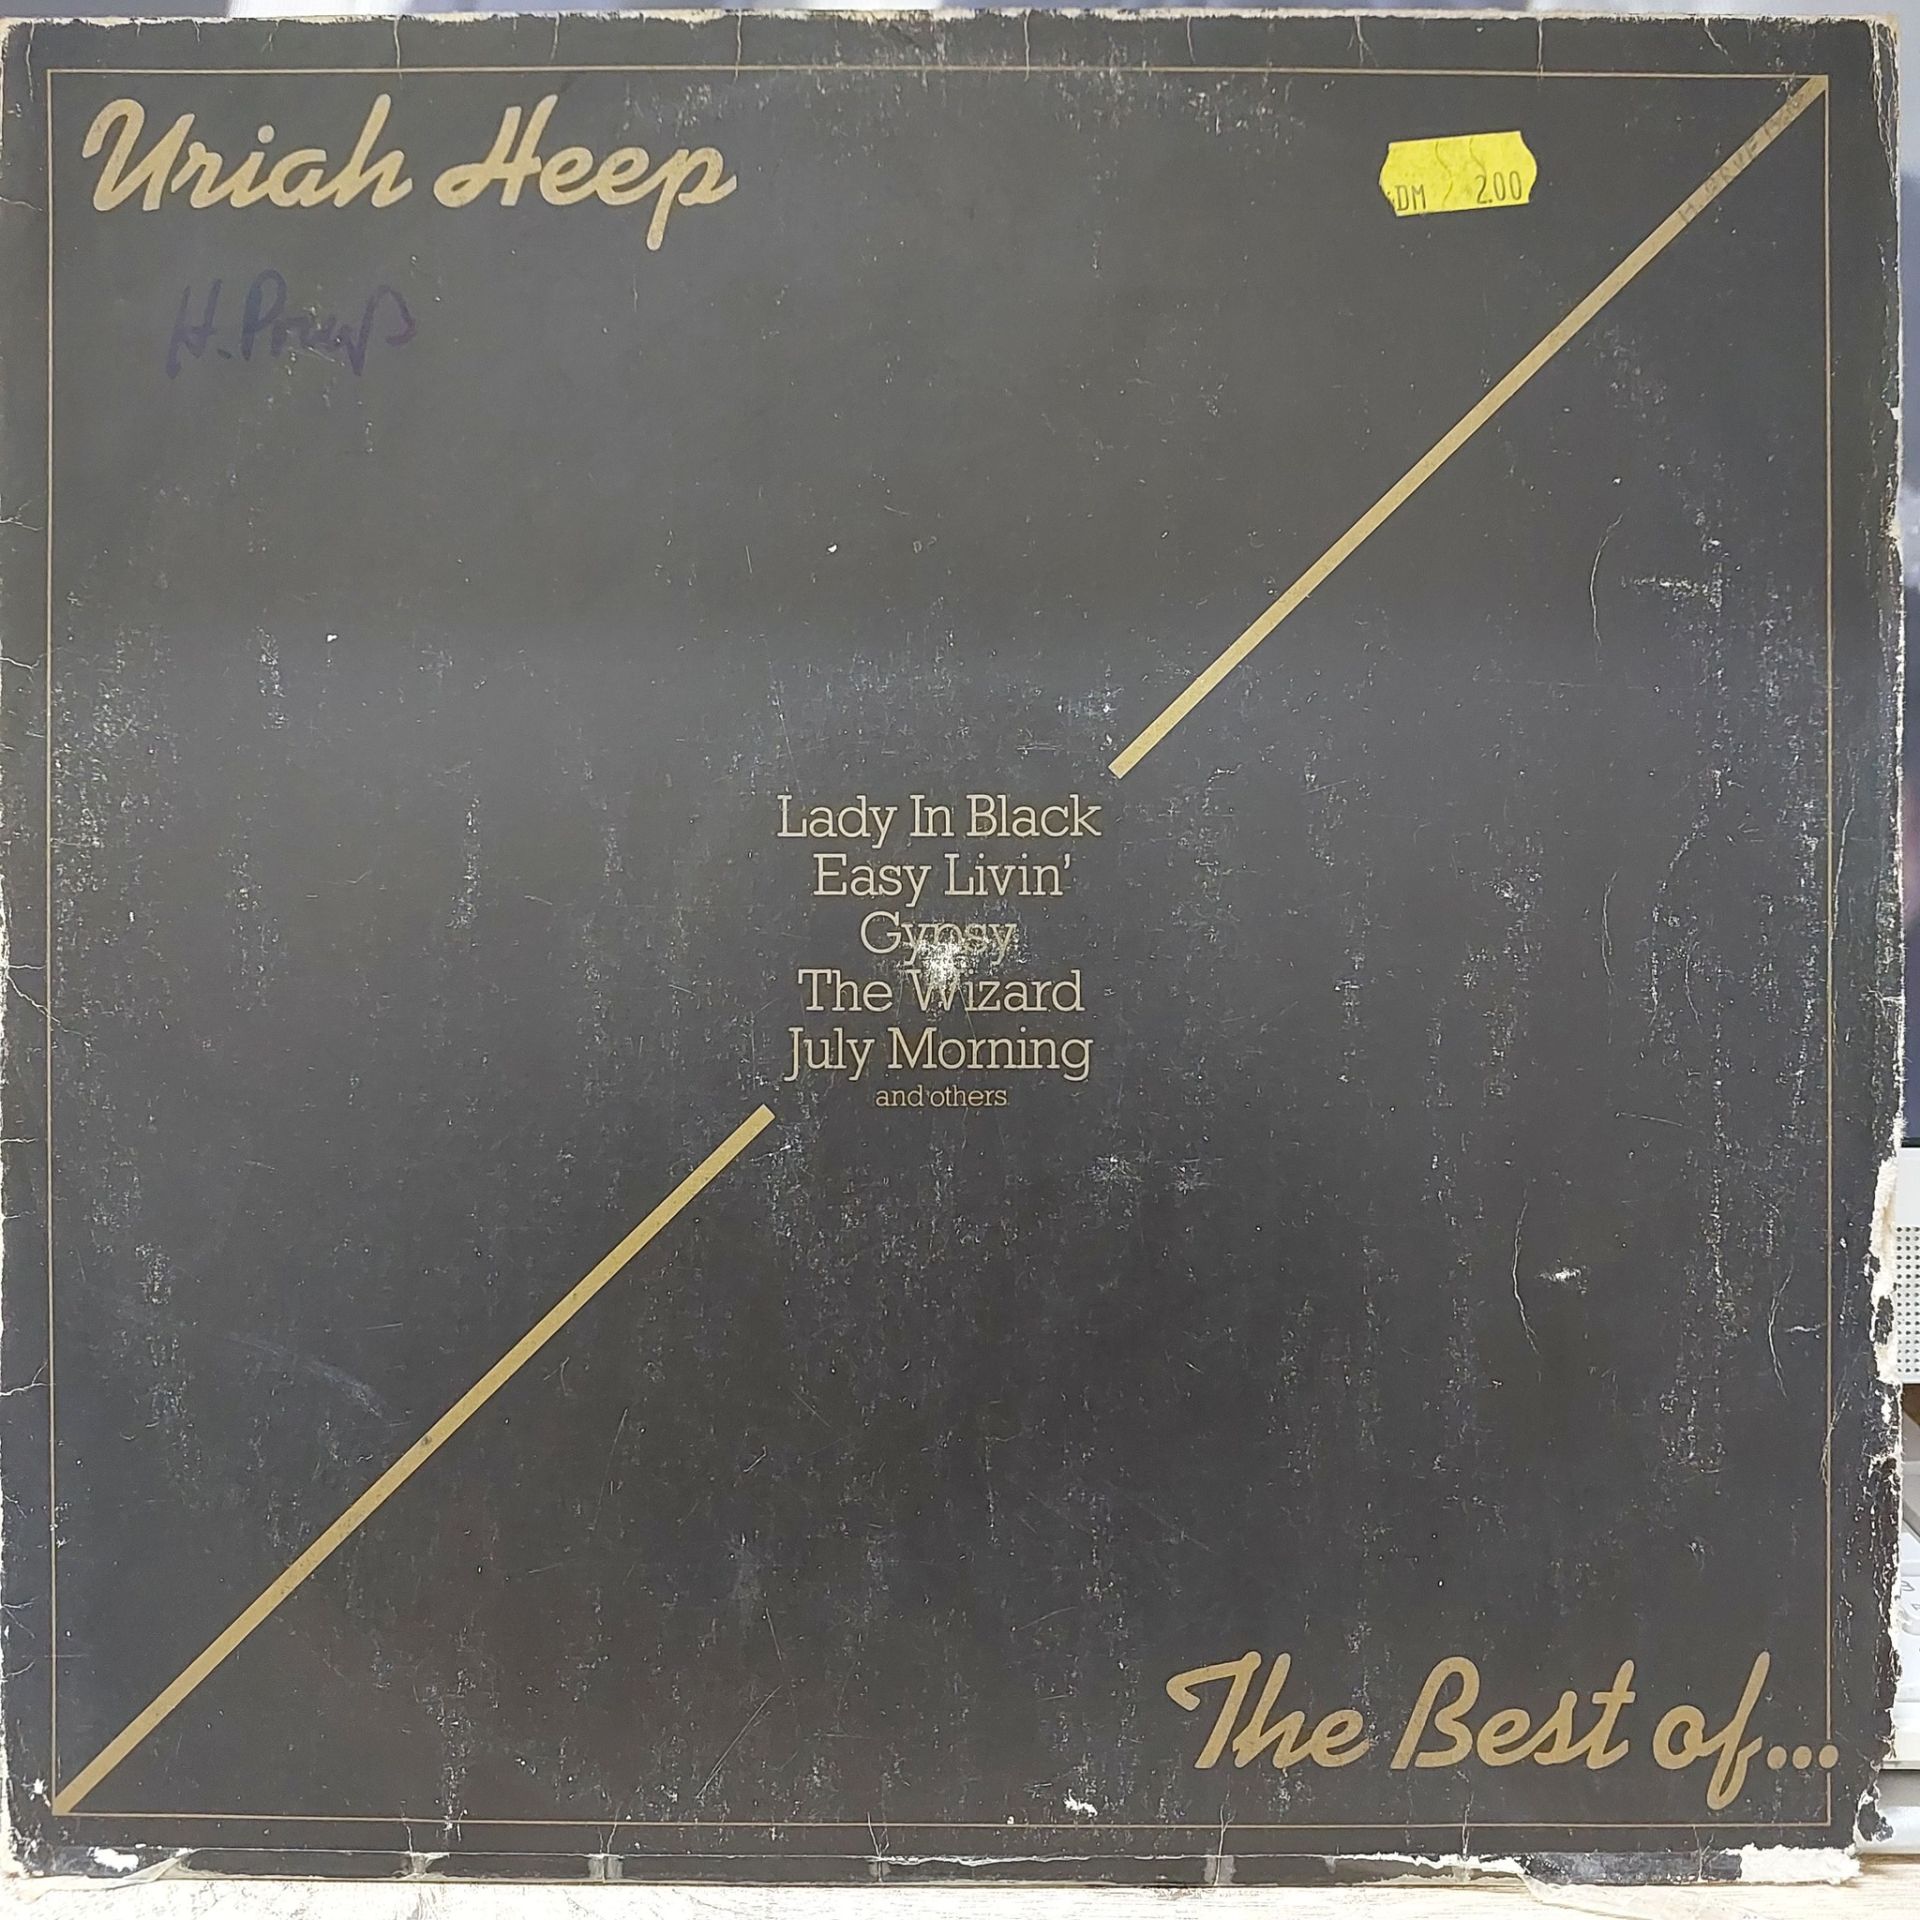 Uriah Heep
DM 2.00
H. Preuß
Lady In Black
Easy Livin'
Gypsy
The Wizard
July Morning
and others
The Best of...